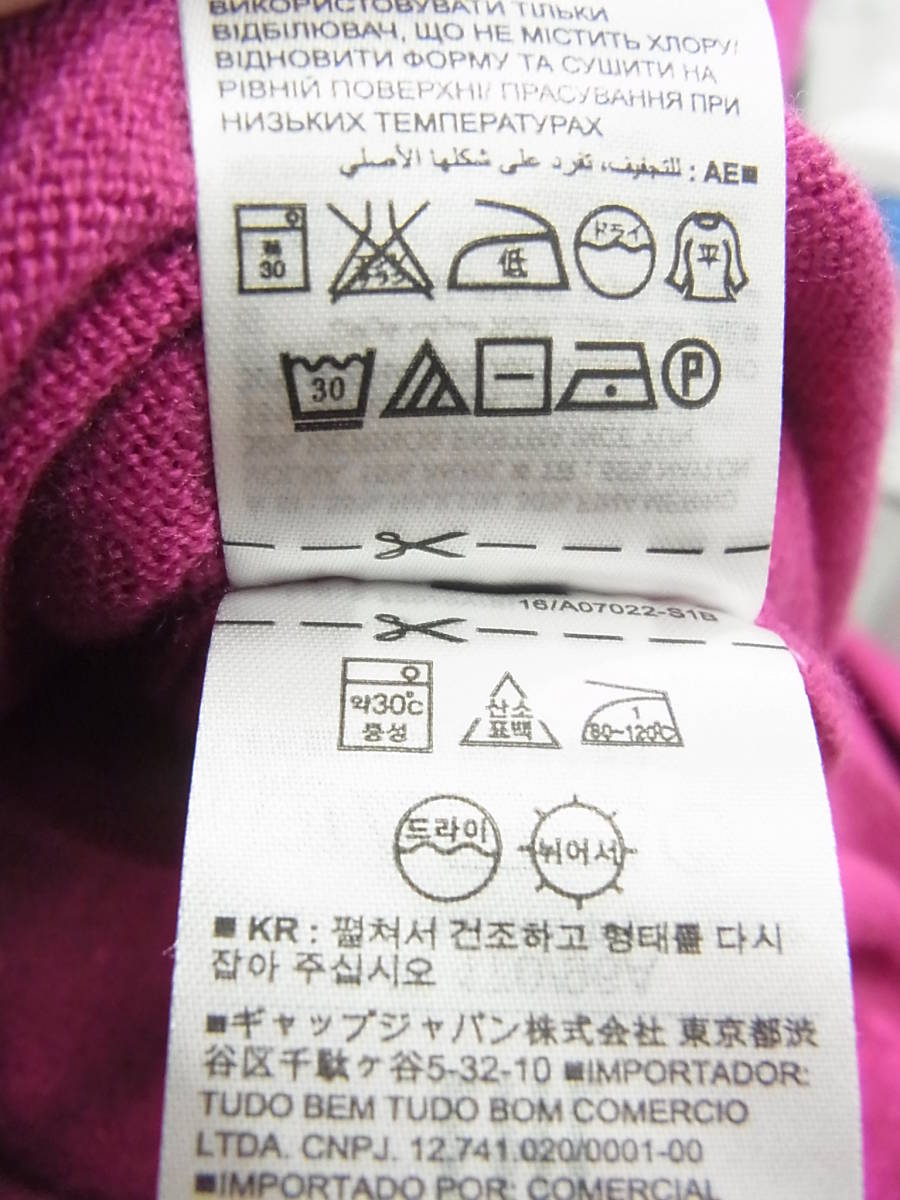 ВИКОРИСТОВУВАТИ ТІЛЬКИ
ВІДБІЛЮВАЧ, ЩО НЕ МІСТИТЬ ХЛОРУ/
ВІДНОВИТИ ФОРМУ ТА СУШИТИ НА
РІВНІЙ ПОВЕРХНІ/ ПРАСУВАННЯ ПРИ
НИЗЬКИХ ТЕМПЕРАТУРАХ
■AE : للتجفيف، تفرد على شكلها الأصلي
30
低
ドライ
平
30
P
16/A07022-S1B
약30℃
중성
산소
표백
1
80~120℃
드라이
뉘어서
■ KR : 펼쳐서 건조하고 형태를 다시
잡아 주십시오
■ギャップジャパン株式会社 東京都渋
谷区千駄ヶ谷5-32-10 ■IMPORTADOR:
TUDO BEM TUDO BOM COMERCIO
LTDA. CNPJ. 12.741.020/0001-00
■IMPORTADO POR: COMERCIAL